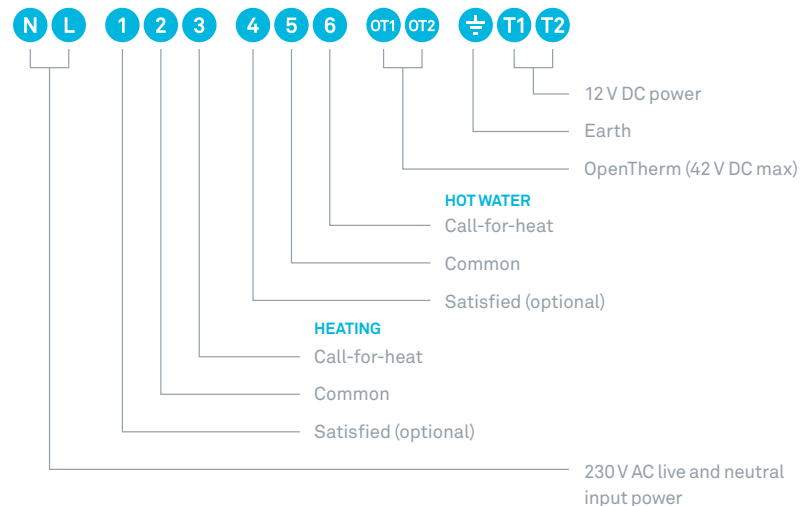 N L 1 2 3 4 5 6 OT1 OT2 ⏚ T1 T2
12 V DC power
Earth
OpenTherm (42 V DC max)
HOT WATER
Call-for-heat
Common
Satisfied (optional)
HEATING
Call-for-heat
Common
Satisfied (optional)
230 V AC live and neutral
input power